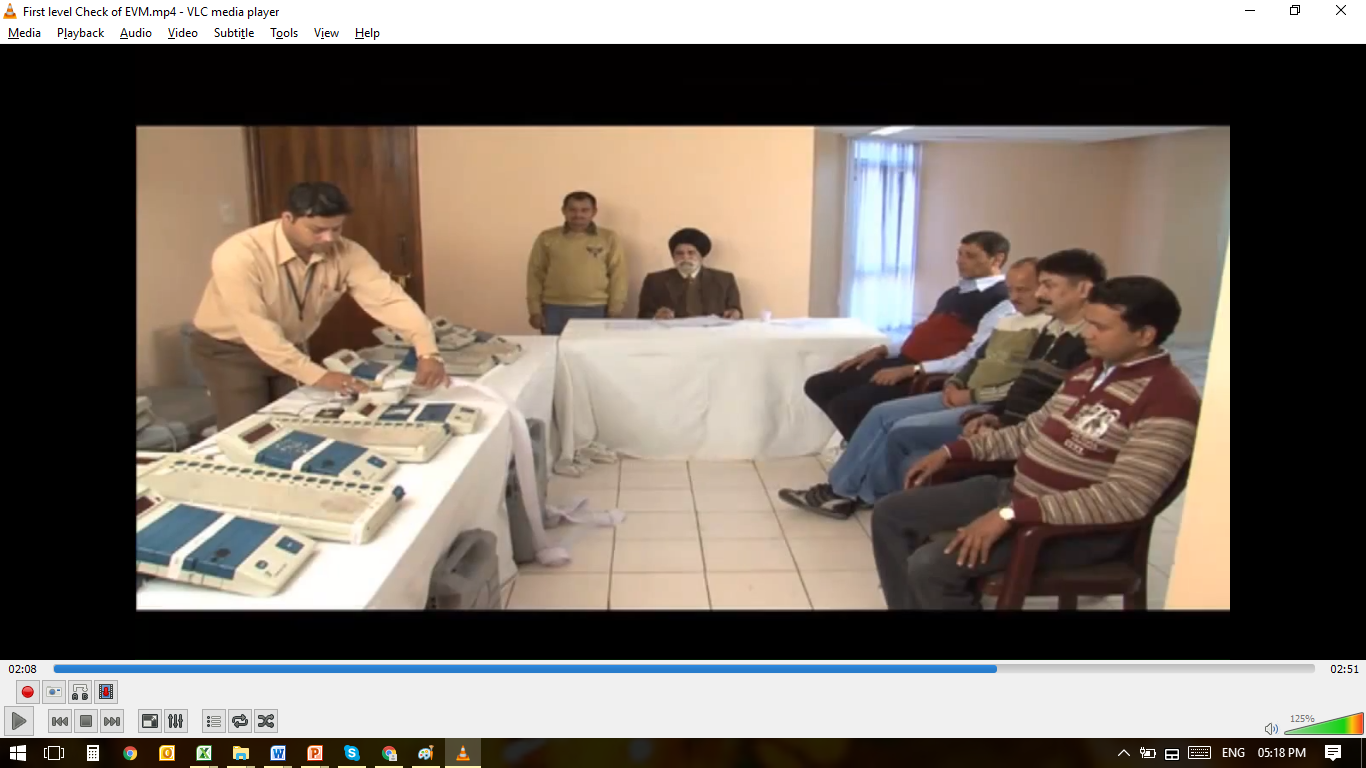 First level Check of EVM.mp4 - VLC media player
Media Playback Audio Video Subtitle Tools View Help
02:08
02:51
125%
ENG 05:18 PM